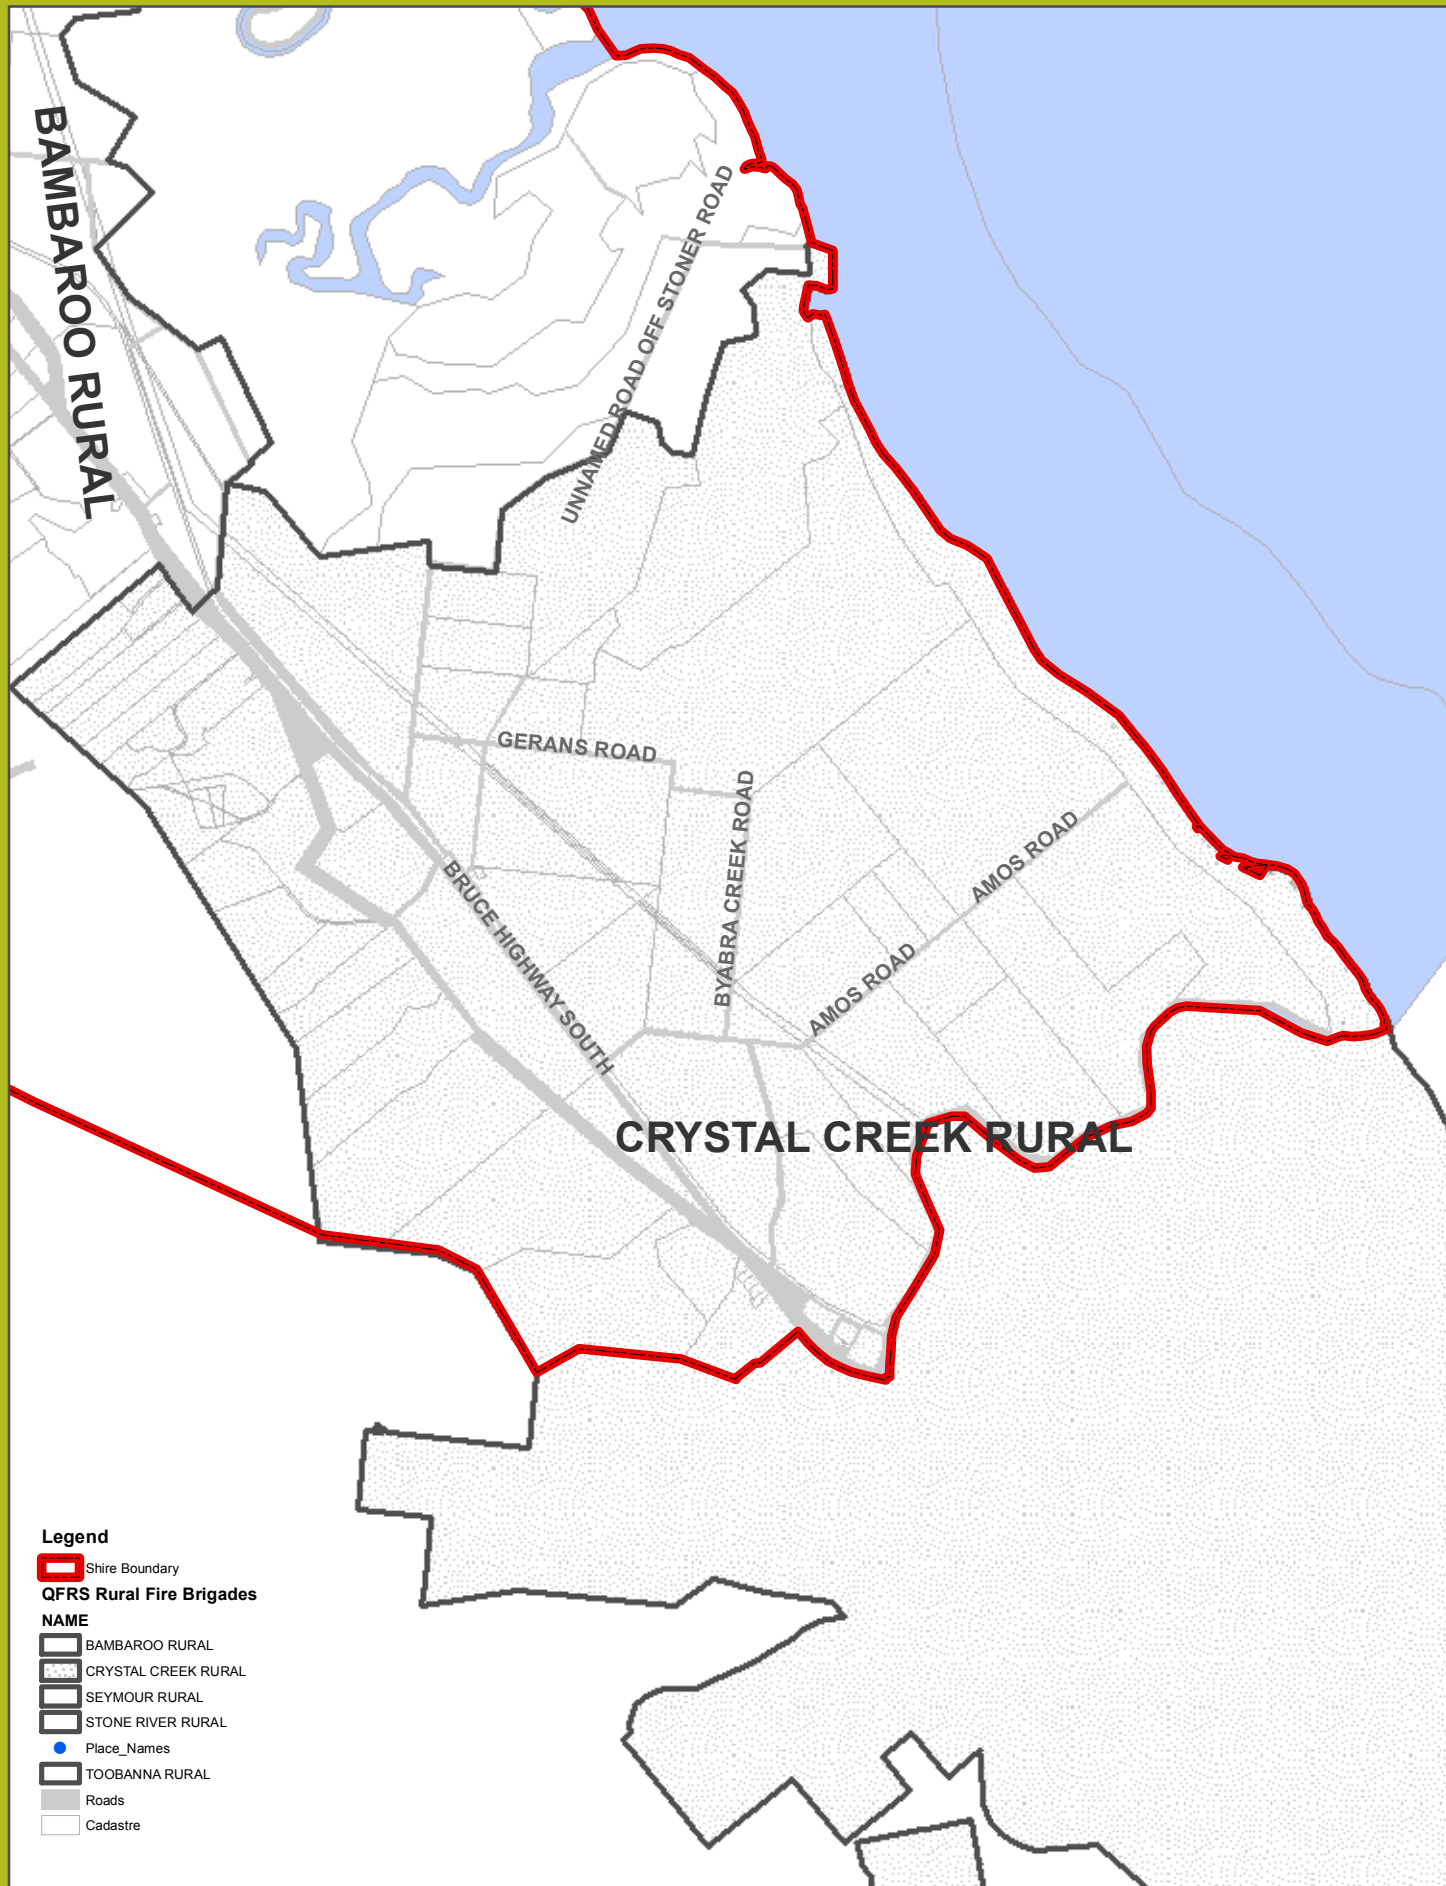 BAMBAROO RURAL
UNNAMED ROAD OFF STONER ROAD
GERANS ROAD
BYABRA CREEK ROAD
AMOS ROAD
AMOS ROAD
BRUCE HIGHWAY SOUTH
CRYSTAL CREEK RURAL
Legend
Shire Boundary
QFRS Rural Fire Brigades
NAME
BAMBAROO RURAL
CRYSTAL CREEK RURAL
SEYMOUR RURAL
STONE RIVER RURAL
Place_Names
TOOBANNA RURAL
Roads
Cadastre